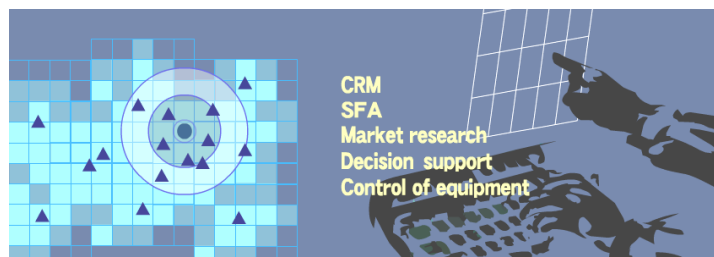 CRM
SFA
Market research
Decision support
Control of equipment